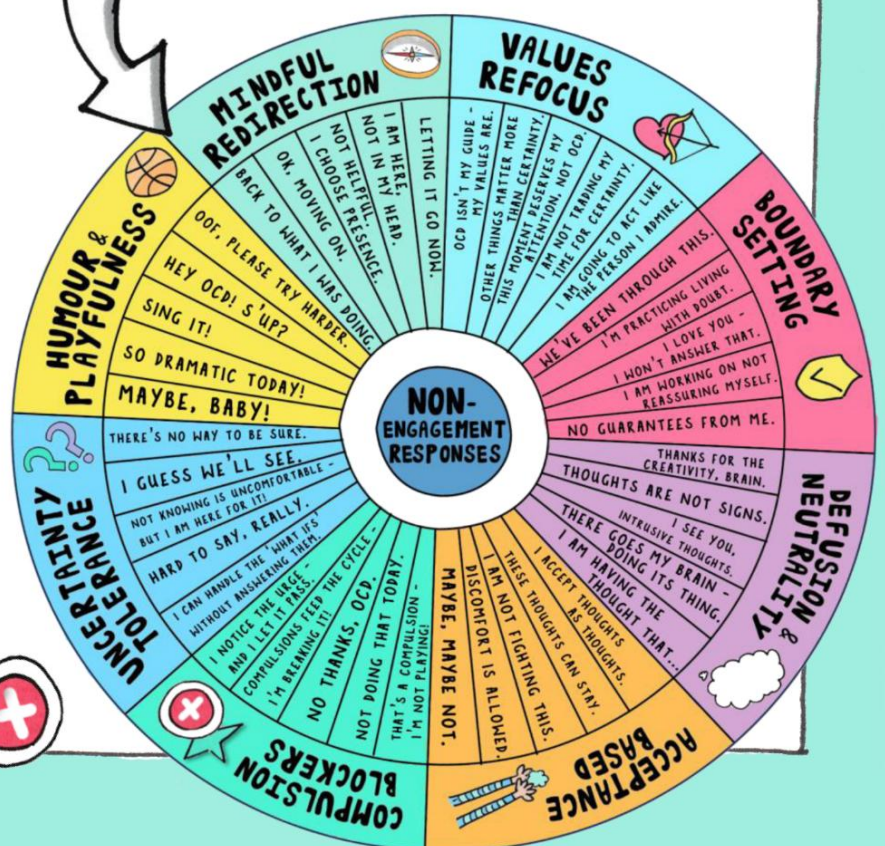 NON-
ENGAGEMENT
RESPONSES
MINDFUL
REDIRECTION
BACK TO WHAT I WAS DOING.
OK, MOVING ON.
NOT HELPFUL.
I CHOOSE PRESENCE.
I AM HERE,
NOT IN MY HEAD
LETTING IT GO NOW.
VALUES
REFOCUS
OCD ISN'T MY GUIDE -
MY VALUES ARE.
OTHER THINGS MATTER MORE
THAN CERTAINTY.
THIS MOMENT DESERVES MY
ATTENTION, NOT OCD.
I AM NOT TRADING MY
TIME FOR CERTAINTY.
I AM GOING TO ACT LIKE
THE PERSON I ADMIRE.
BOUNDARY
SETTING
WE'VE BEEN THROUGH THIS.
I'M PRACTICING LIVING
WITH DOUBT.
I LOVE YOU -
I WON'T ANSWER THAT.
I AM WORKING ON NOT
REASSURING MYSELF.
NO GUARANTEES FROM ME.
DEFUSION &
NEUTRALITY
THANKS FOR THE
CREATIVITY, BRAIN.
THOUGHTS ARE NOT SIGNS.
I SEE YOU,
INTRUSIVE THOUGHTS.
THERE GOES MY BRAIN -
DOING ITS THING.
I AM HAVING THE
THOUGHT THAT...
ACCEPTANCE
BASED
I ACCEPT THOUGHTS
AS THOUGHTS.
THESE THOUGHTS CAN STAY.
I AM NOT FIGHTING THIS.
DISCOMFORT IS ALLOWED.
MAYBE, MAYBE NOT.
COMPULSION
BLOCKERS
THAT'S A COMPULSION -
I'M NOT PLAYING!
NOT DOING THAT TODAY.
NO THANKS, OCD.
COMPULSIONS FEED THE CYCLE -
I'M BREAKING IT!
I NOTICE THE URGE -
AND I LET IT PASS.
UNCERTAINTY
TOLERANCE
I CAN HANDLE THE 'WHAT IFS'
WITHOUT ANSWERING THEM.
HARD TO SAY, REALLY.
NOT KNOWING IS UNCOMFORTABLE -
BUT I AM HERE FOR IT!
I GUESS WE'LL SEE.
THERE'S NO WAY TO BE SURE.
HUMOUR &
PLAYFULNESS
MAYBE, BABY!
SO DRAMATIC TODAY!
SING IT!
HEY OCD! S'UP?
OOF, PLEASE TRY HARDER.